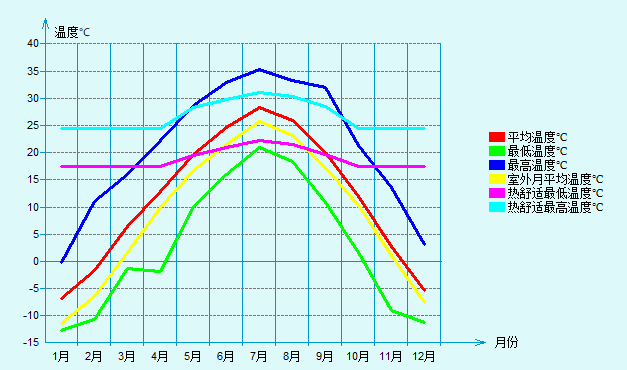 温度℃
40
35
30
25
20
15
10
5
0
-5
-10
-15
1月 2月 3月 4月 5月 6月 7月 8月 9月 10月 11月 12月
月份
平均温度℃
最低温度℃
最高温度℃
室外月平均温度℃
热舒适最低温度℃
热舒适最高温度℃